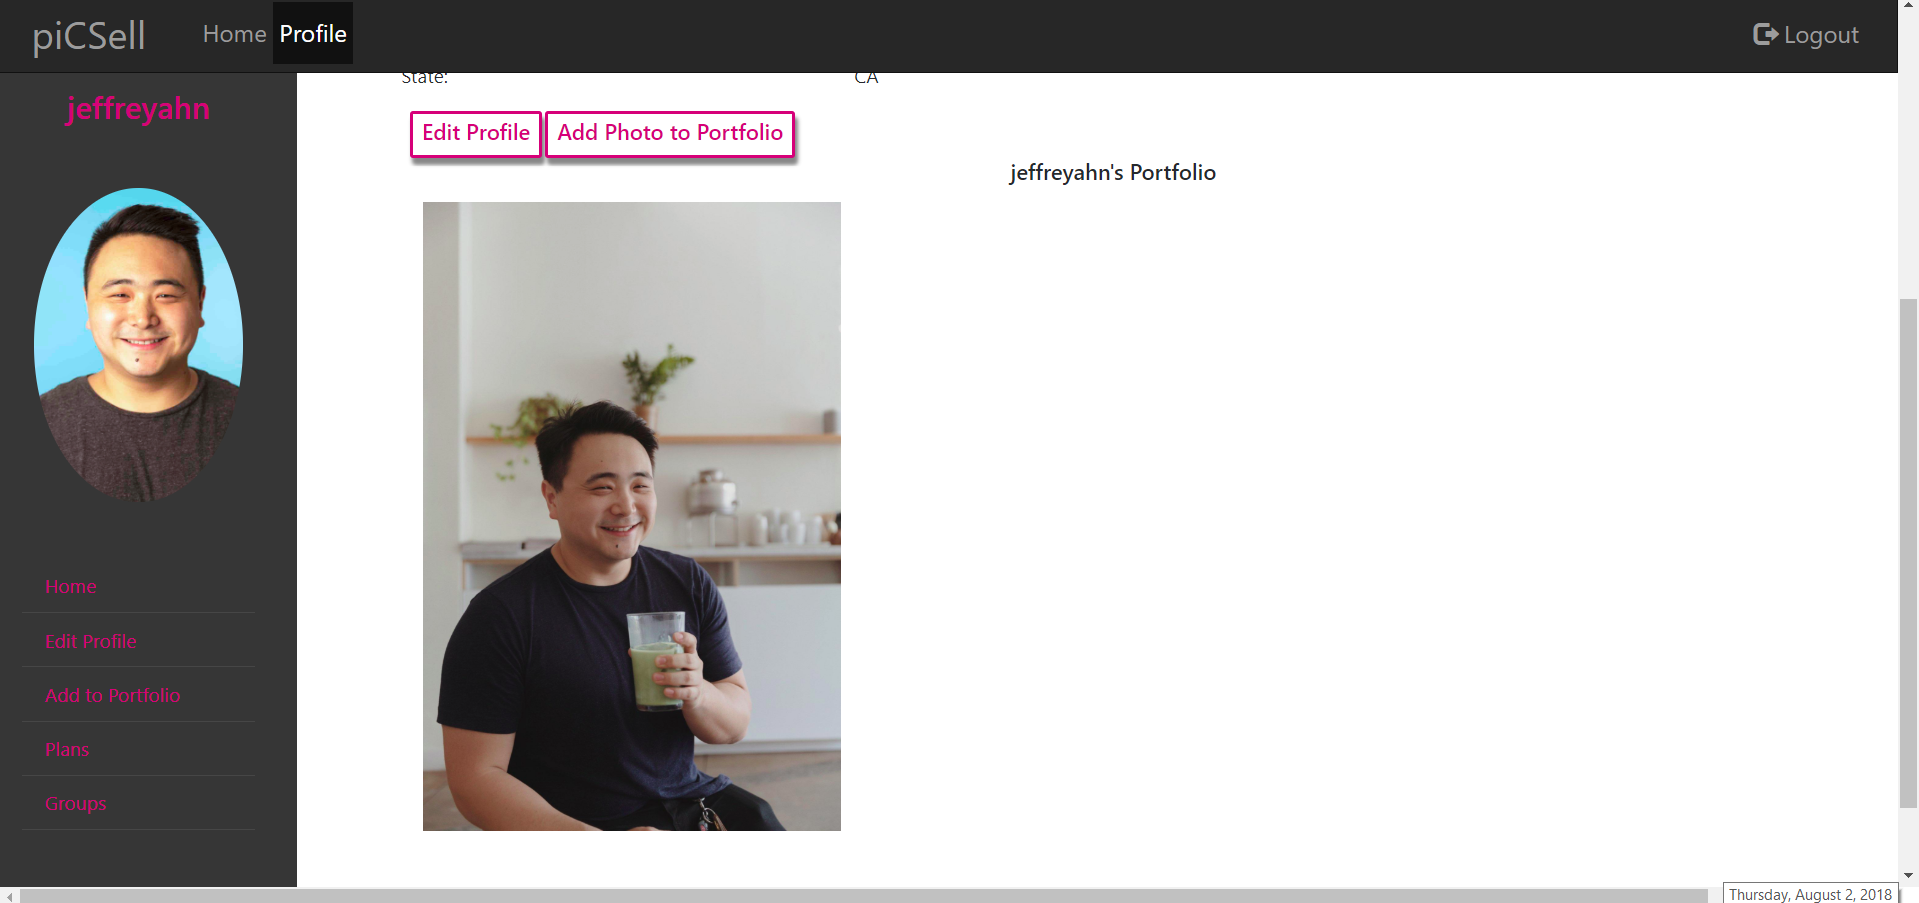 piCSell Home Profile Logout
jeffreyahn
State: CA
Edit Profile Add Photo to Portfolio
jeffreyahn's Portfolio
Home
Edit Profile
Add to Portfolio
Plans
Groups
Thursday, August 2, 2018